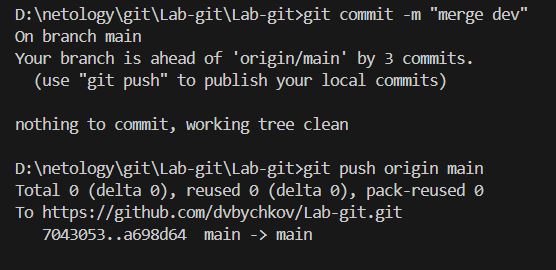 D:\netology\git\Lab-git\Lab-git>git commit -m "merge dev"
On branch main
Your branch is ahead of 'origin/main' by 3 commits.
  (use "git push" to publish your local commits)

nothing to commit, working tree clean

D:\netology\git\Lab-git\Lab-git>git push origin main
Total 0 (delta 0), reused 0 (delta 0), pack-reused 0
To https://github.com/dvbychkov/Lab-git.git
   7043053..a698d64  main -> main